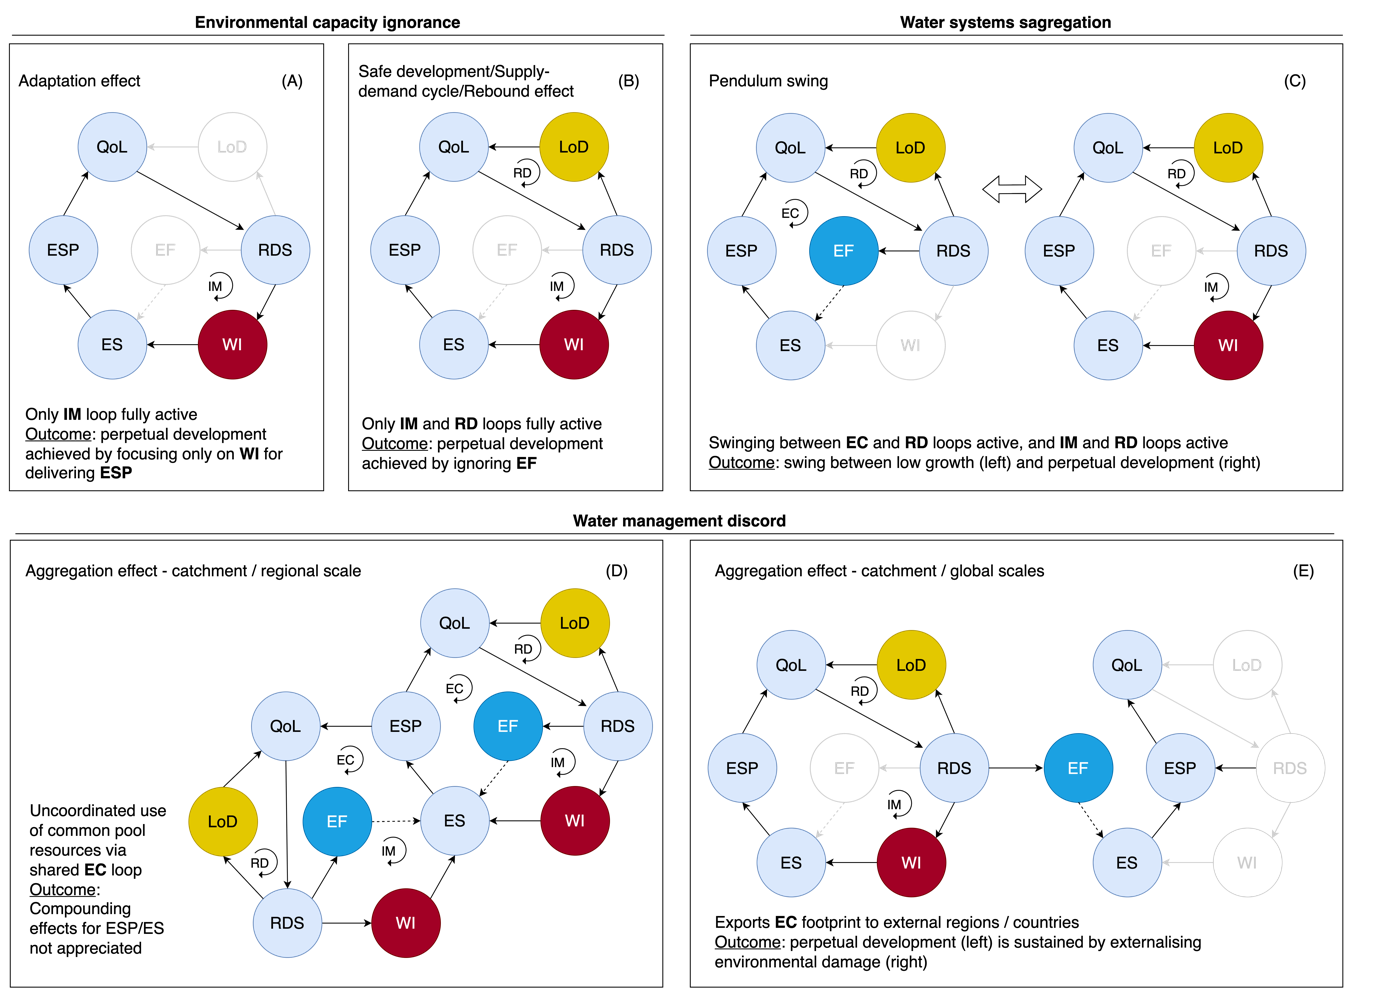 Environmental capacity ignorance
Water systems sagregation
Adaptation effect
(A)
QoL
LoD
ESP
EF
RDS
IM
ES
WI
Only IM loop fully active
Outcome: perpetual development
achieved by focusing only on WI for
delivering ESP
Safe development/Supply-
demand cycle/Rebound effect
(B)
QoL
LoD
RD
ESP
EF
RDS
IM
ES
WI
Only IM and RD loops fully active
Outcome: perpetual development
achieved by ignoring EF
Pendulum swing
(C)
QoL
LoD
RD
EC
ESP
EF
RDS
ES
WI
QoL
LoD
RD
ESP
EF
RDS
IM
ES
WI
Swinging between EC and RD loops active, and IM and RD loops active
Outcome: swing between low growth (left) and perpetual development (right)
Water management discord
Aggregation effect - catchment / regional scale
(D)
QoL
LoD
RD
EC
QoL
ESP
EF
RDS
EC
IM
LoD
EF
ES
WI
IM
RD
RDS
WI
Uncoordinated use
of common pool
resources via
shared EC loop
Outcome:
Compounding
effects for ESP/ES
not appreciated
Aggregation effect - catchment / global scales
(E)
QoL
LoD
RD
ESP
EF
RDS
IM
ES
WI
QoL
LoD
EF
ESP
RDS
ES
WI
Exports EC footprint to external regions / countries
Outcome: perpetual development (left) is sustained by externalising
environmental damage (right)